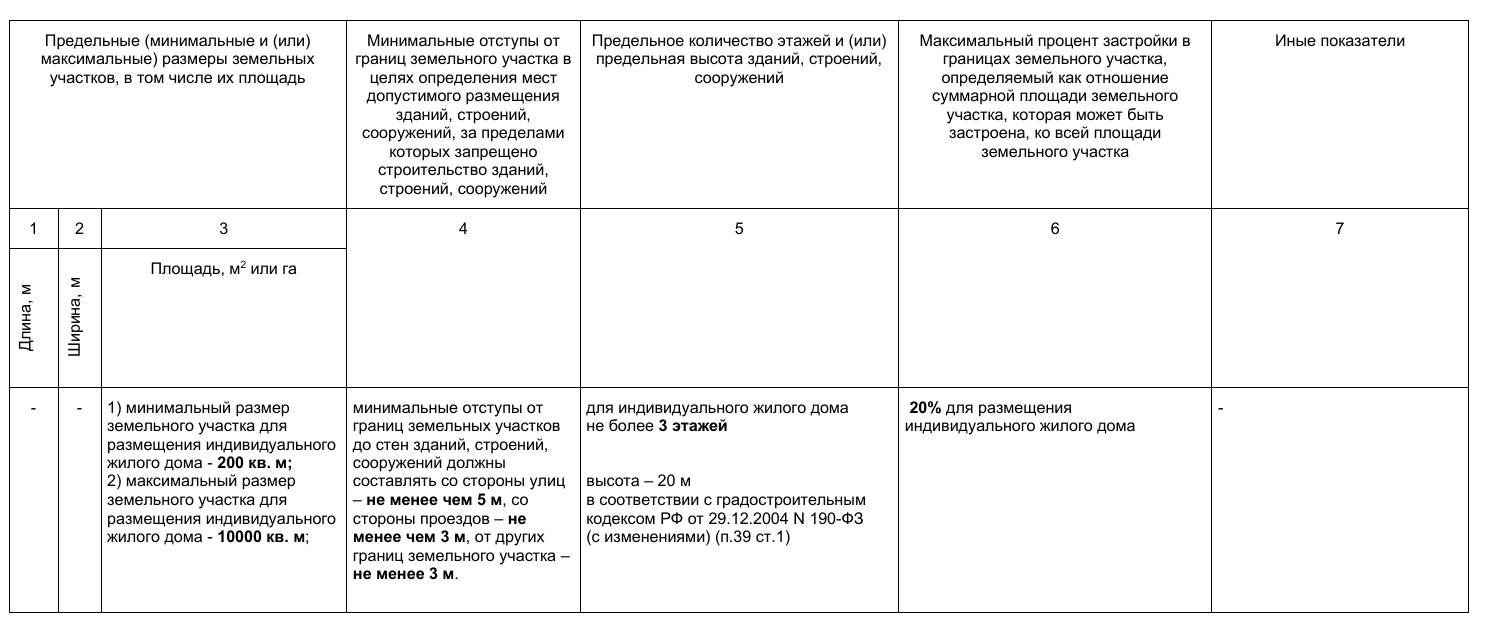 Предельные (минимальные и (или)
максимальные) размеры земельных
участков, в том числе их площадь
Минимальные отступы от
границ земельного участка в
целях определения мест
допустимого размещения
зданий, строений,
сооружений, за пределами
которых запрещено
строительство зданий,
строений, сооружений
Предельное количество этажей и (или)
предельная высота зданий, строений,
сооружений
Максимальный процент застройки в
границах земельного участка,
определяемый как отношение
суммарной площади земельного
участка, которая может быть
застроена, ко всей площади
земельного участка
Иные показатели
1
2
3
4
5
6
7
Длина, м
Ширина, м
Площадь, м² или га
-
-
1) минимальный размер
земельного участка для
размещения индивидуального
жилого дома - 200 кв. м;
2) максимальный размер
земельного участка для
размещения индивидуального
жилого дома - 10000 кв. м;
минимальные отступы от
границ земельных участков
до стен зданий, строений,
сооружений должны
составлять со стороны улиц
– не менее чем 5 м, со
стороны проездов – не
менее чем 3 м, от других
границ земельного участка –
не менее 3 м.
для индивидуального жилого дома
не более 3 этажей
высота – 20 м
в соответствии с градостроительным
кодексом РФ от 29.12.2004 N 190-ФЗ
(с изменениями) (п.39 ст.1)
20% для размещения
индивидуального жилого дома
-